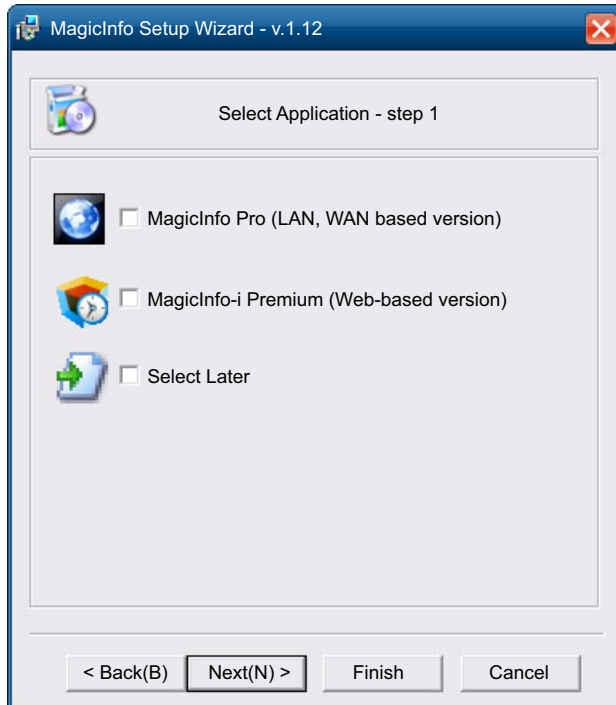 MagicInfo Setup Wizard - v.1.12
Select Application - step 1
MagicInfo Pro (LAN, WAN based version)
MagicInfo-i Premium (Web-based version)
Select Later
< Back(B) Next(N) > Finish Cancel